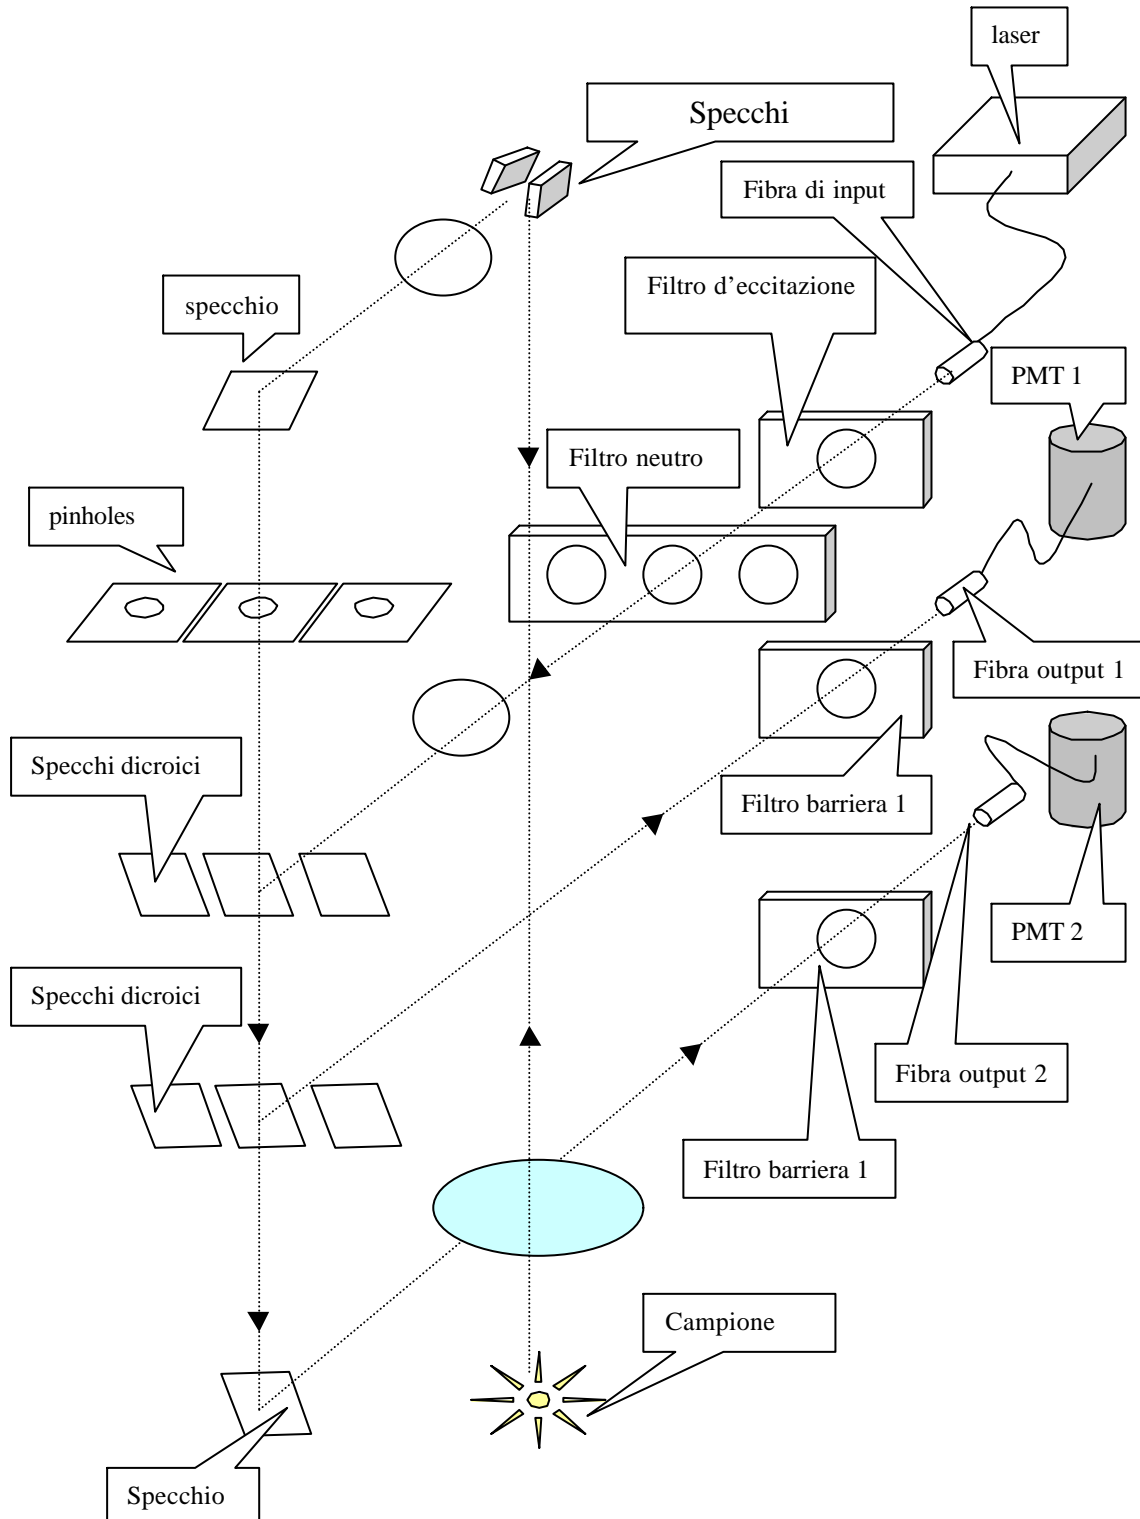 laser
Specchi
Fibra di input
Filtro d'eccitazione
specchio
PMT 1
Filtro neutro
pinholes
Fibra output 1
Specchi dicroici
Filtro barriera 1
PMT 2
Specchi dicroici
Fibra output 2
Filtro barriera 1
Campione
Specchio